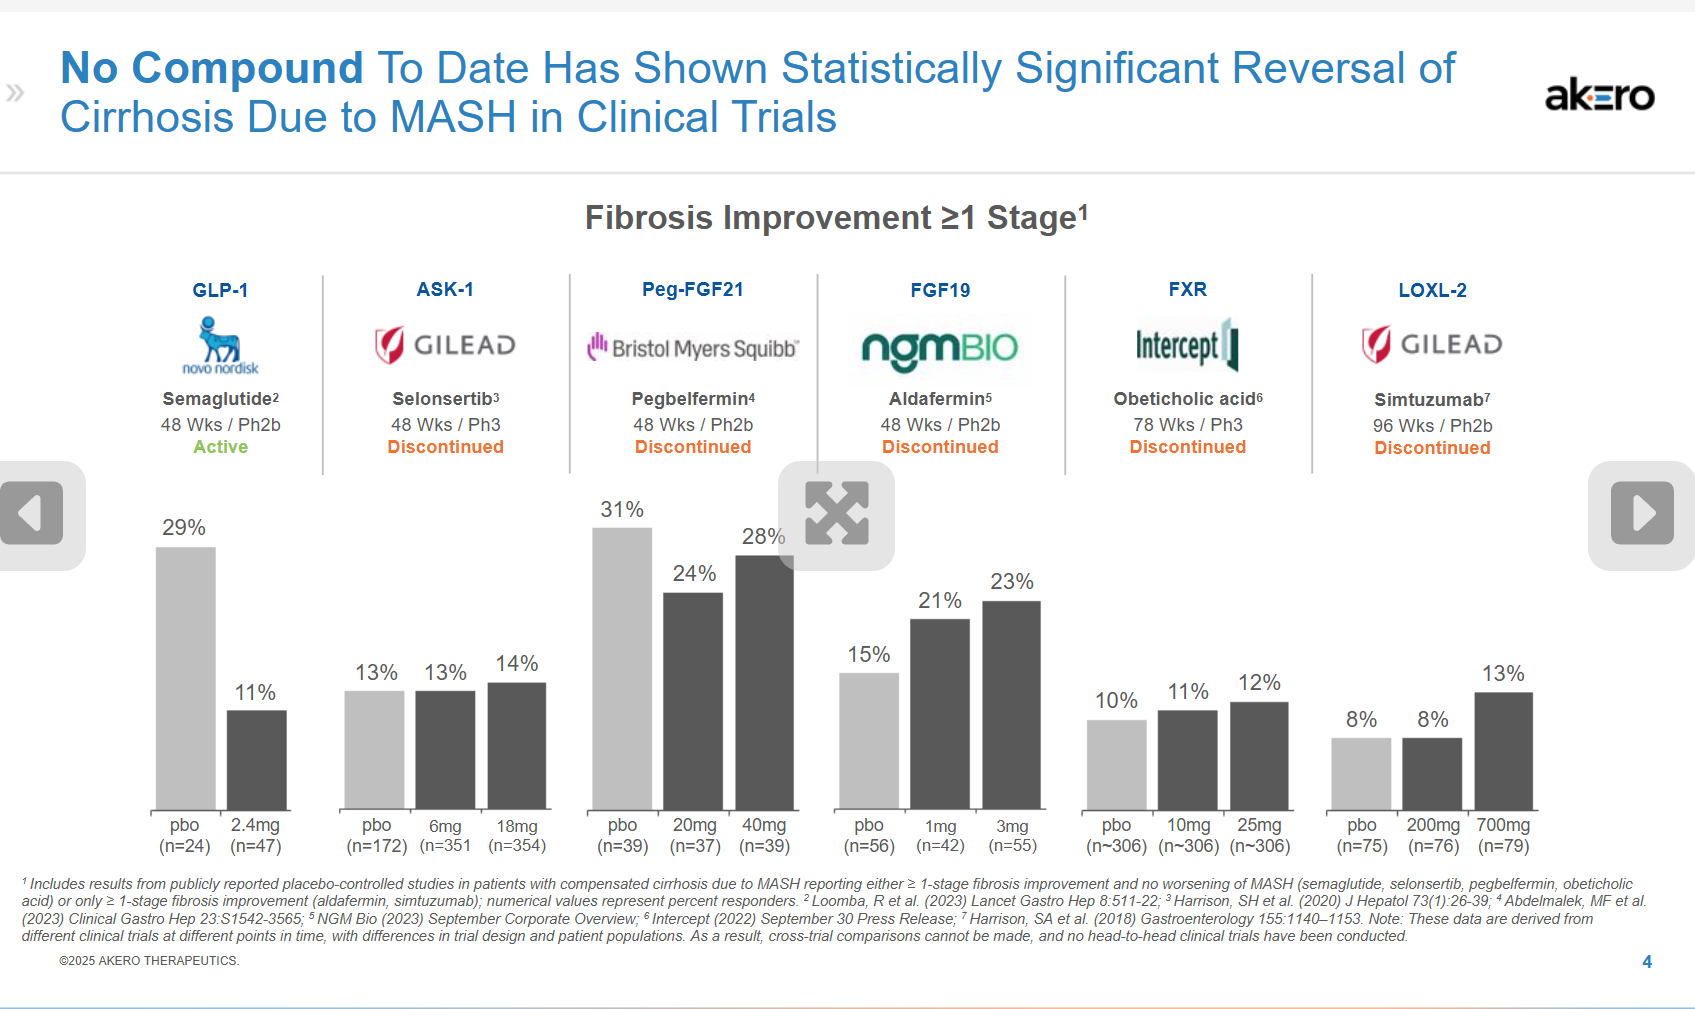 No Compound To Date Has Shown Statistically Significant Reversal of
Cirrhosis Due to MASH in Clinical Trials
akero
Fibrosis Improvement ≥1 Stage¹
GLP-1
novo nordisk
Semaglutide²
48 Wks / Ph2b
Active
ASK-1
GILEAD
Selonsertib³
48 Wks / Ph3
Discontinued
Peg-FGF21
Bristol Myers Squibb™
Pegbelfermin⁴
48 Wks / Ph2b
Discontinued
FGF19
ngmBIO
Aldafermin⁵
48 Wks / Ph2b
Discontinued
FXR
Intercept
Obeticholic acid⁶
78 Wks / Ph3
Discontinued
LOXL-2
GILEAD
Simtuzumab⁷
96 Wks / Ph2b
Discontinued
29%
11%
pbo
(n=24)
2.4mg
(n=47)
13%
13%
14%
pbo
(n=172)
6mg
(n=351
18mg
(n=354)
31%
24%
28%
pbo
(n=39)
20mg
(n=37)
40mg
(n=39)
15%
21%
23%
pbo
(n=56)
1mg
(n=42)
3mg
(n=55)
10%
11%
12%
pbo
(n~306)
10mg
(n~306)
25mg
(n~306)
8%
8%
13%
pbo
(n=75)
200mg
(n=76)
700mg
(n=79)
¹ Includes results from publicly reported placebo-controlled studies in patients with compensated cirrhosis due to MASH reporting either ≥ 1-stage fibrosis improvement and no worsening of MASH (semaglutide, selonsertib, pegbelfermin, obeticholic
acid) or only ≥ 1-stage fibrosis improvement (aldafermin, simtuzumab); numerical values represent percent responders. ² Loomba, R et al. (2023) Lancet Gastro Hep 8:511-22; ³ Harrison, SH et al. (2020) J Hepatol 73(1):26-39; ⁴ Abdelmalek, MF et al.
(2023) Clinical Gastro Hep 23:S1542-3565; ⁵ NGM Bio (2023) September Corporate Overview; ⁶ Intercept (2022) September 30 Press Release; ⁷ Harrison, SA et al. (2018) Gastroenterology 155:1140–1153. Note: These data are derived from
different clinical trials at different points in time, with differences in trial design and patient populations. As a result, cross-trial comparisons cannot be made, and no head-to-head clinical trials have been conducted.
©2025 AKERO THERAPEUTICS.
4